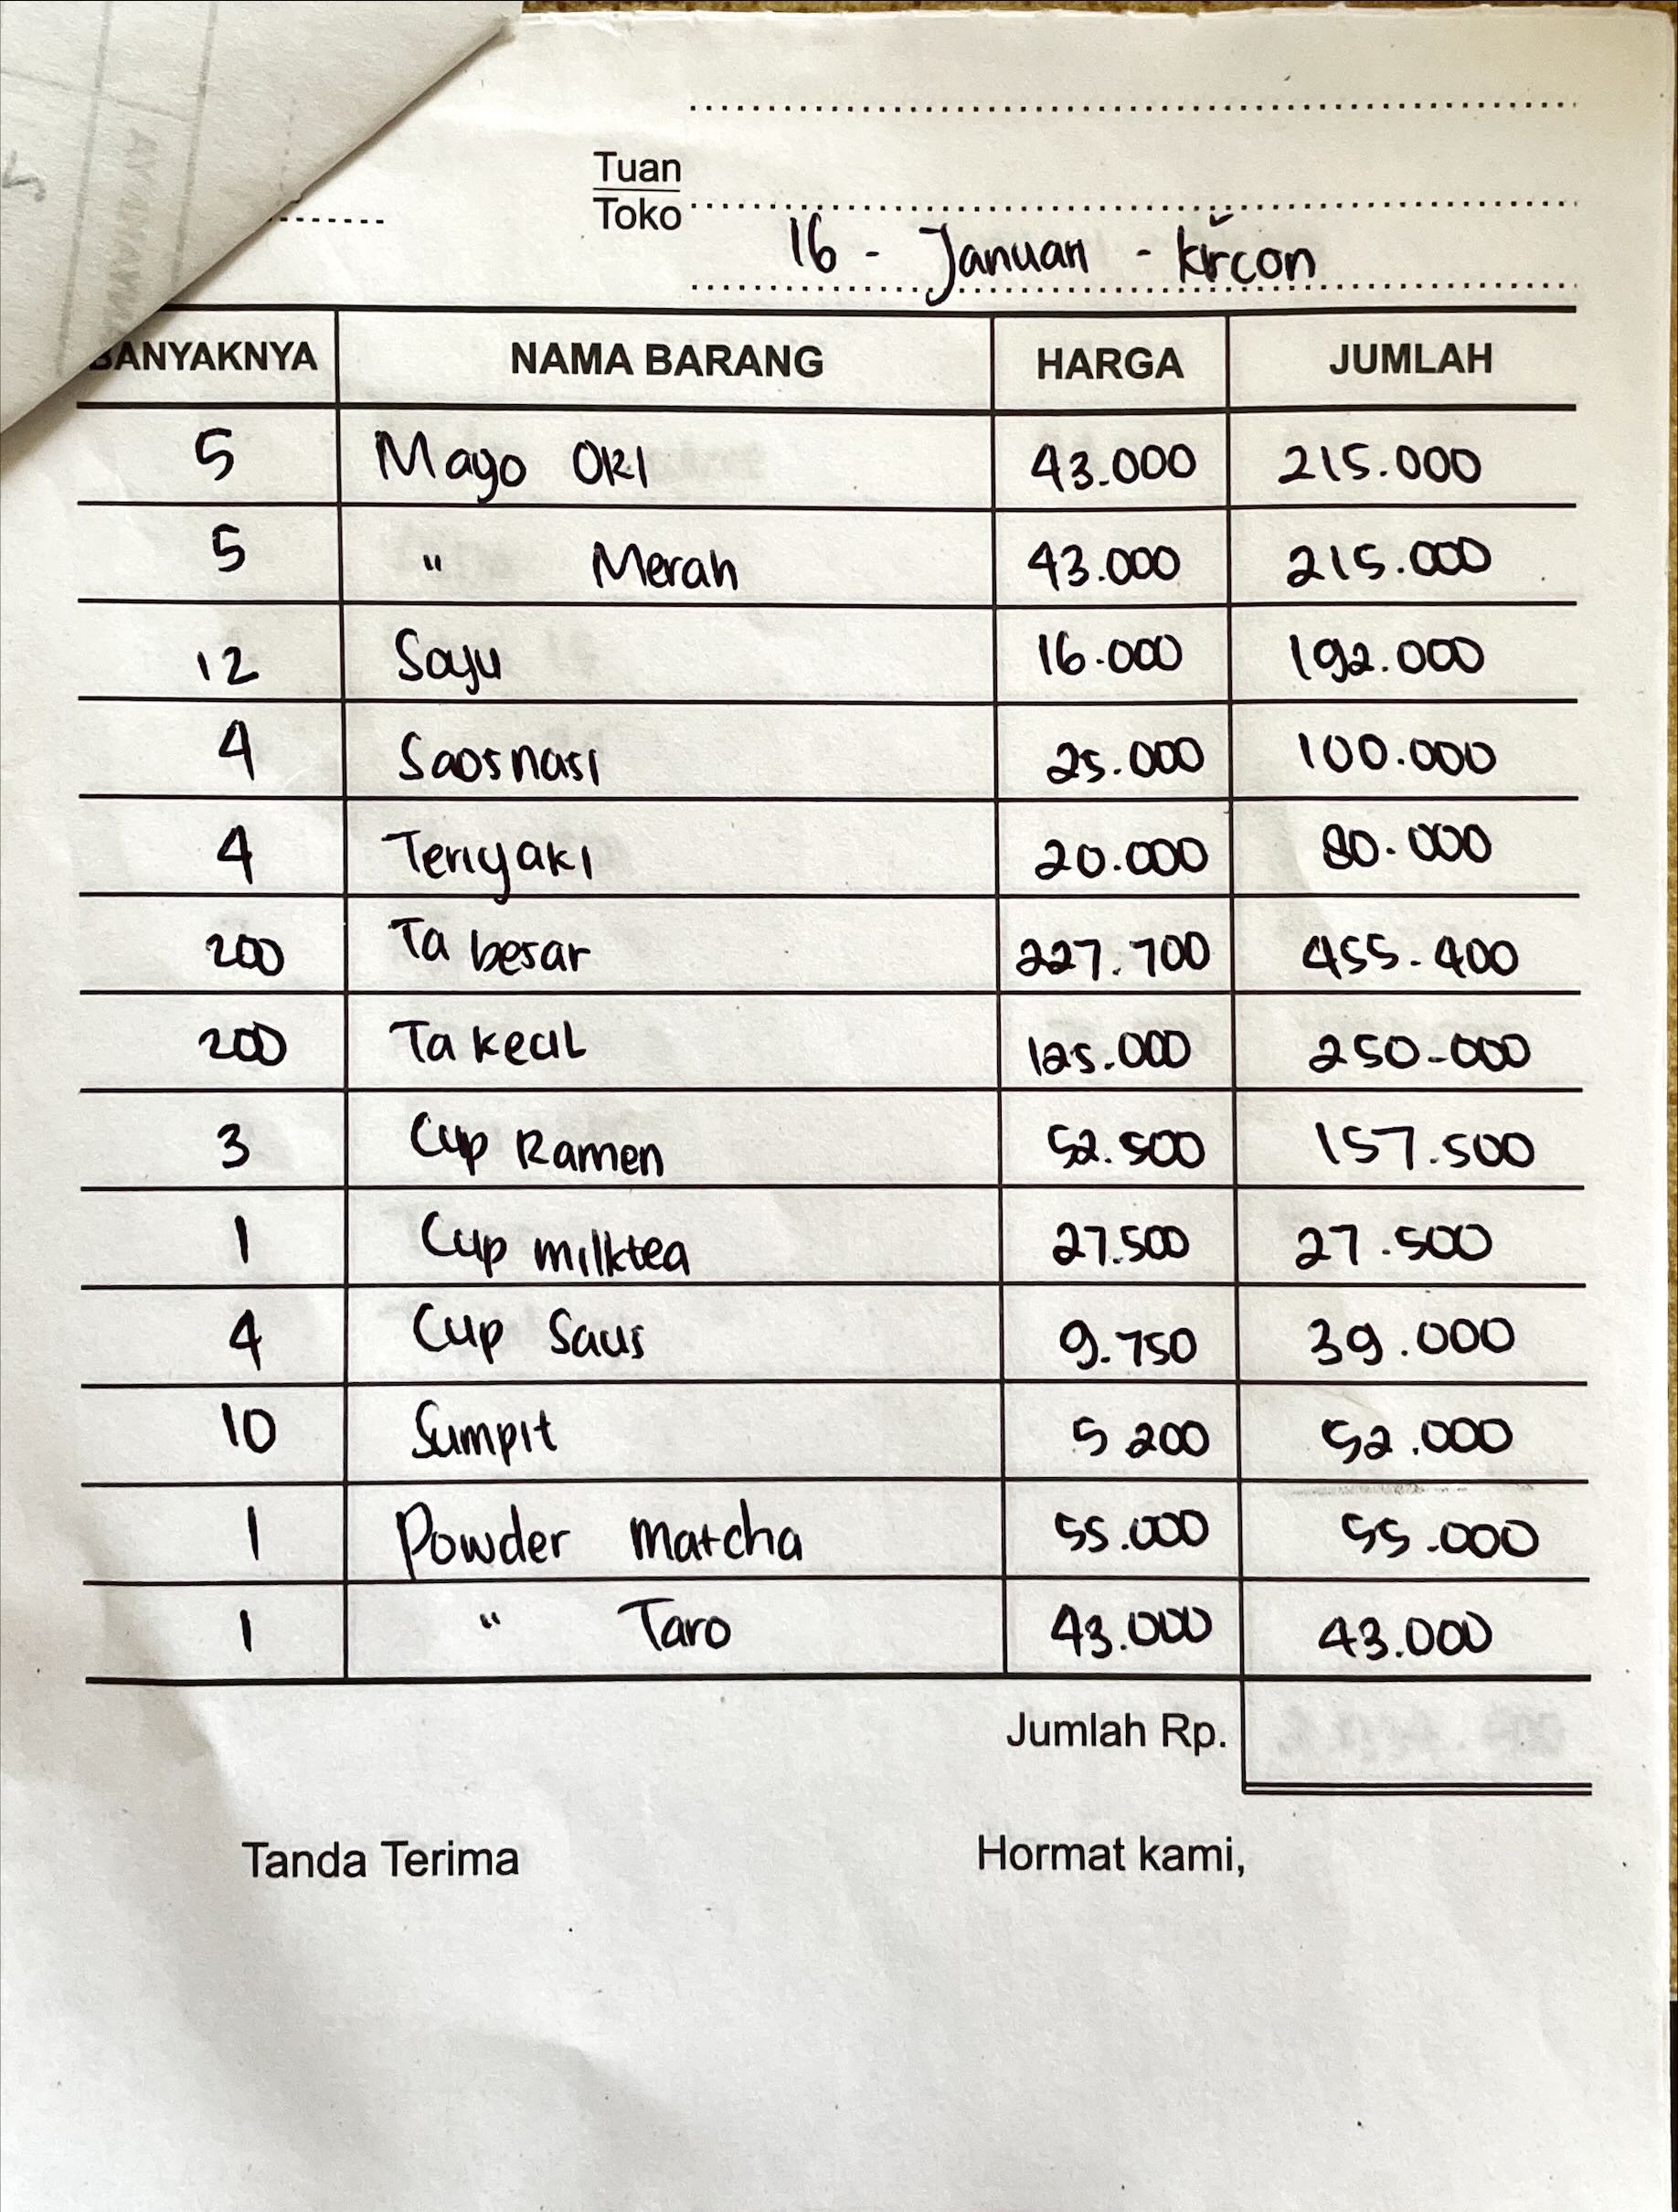 Tuan
Toko
16 - Januari - kircon
BANYAKNYA NAMA BARANG HARGA JUMLAH
5 Mayo Ori 43.000 215.000
5 " Merah 43.000 215.000
12 Soyu 16.000 192.000
4 Saosnasi 25.000 100.000
4 Teriyaki 20.000 80.000
200 Ta besar 227.700 455.400
200 Ta kecil 125.000 250.000
3 Cup Ramen 52.500 157.500
1 Cup milktea 27.500 27.500
4 Cup Saus 9.750 39.000
10 Sumpit 5 200 52.000
1 Powder Matcha 55.000 55.000
1 " Taro 43.000 43.000
Jumlah Rp.
Tanda Terima Hormat kami,